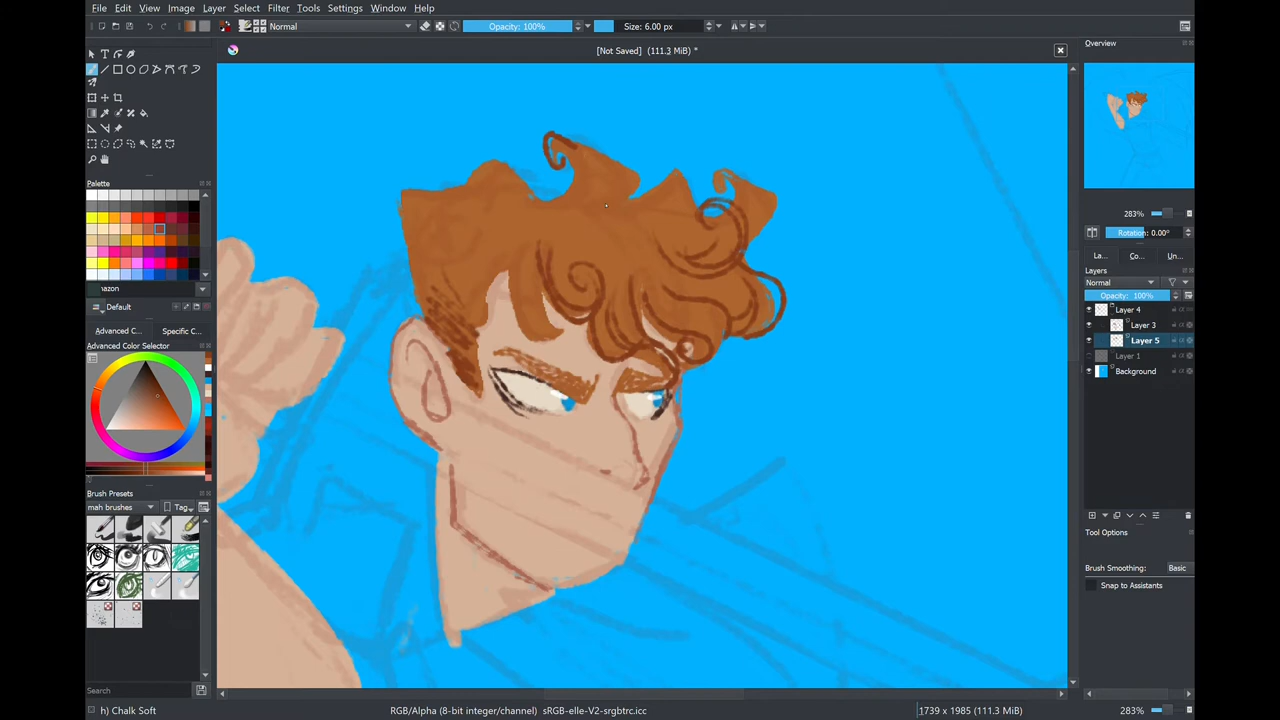 File Edit View Image Layer Select Filter Tools Settings Window Help
Normal Opacity: 100% Size: 6.00 px
[Not Saved] (111.3 MiB) *
Overview
Palette
283%
Rotation: 0.00°
La... Co... Un...
Layers
Normal
Opacity: 100%
Layer 4
Layer 3
Layer 5
Layer 1
Background
Default
Advanced C... Specific C...
Advanced Color Selector
Brush Presets
mah brushes Tag
Tool Options
Brush Smoothing: Basic
Snap to Assistants
Search
h) Chalk Soft RGB/Alpha (8-bit integer/channel) sRGB-elle-V2-srgbtrc.icc 1739 x 1985 (111.3 MiB) 283%